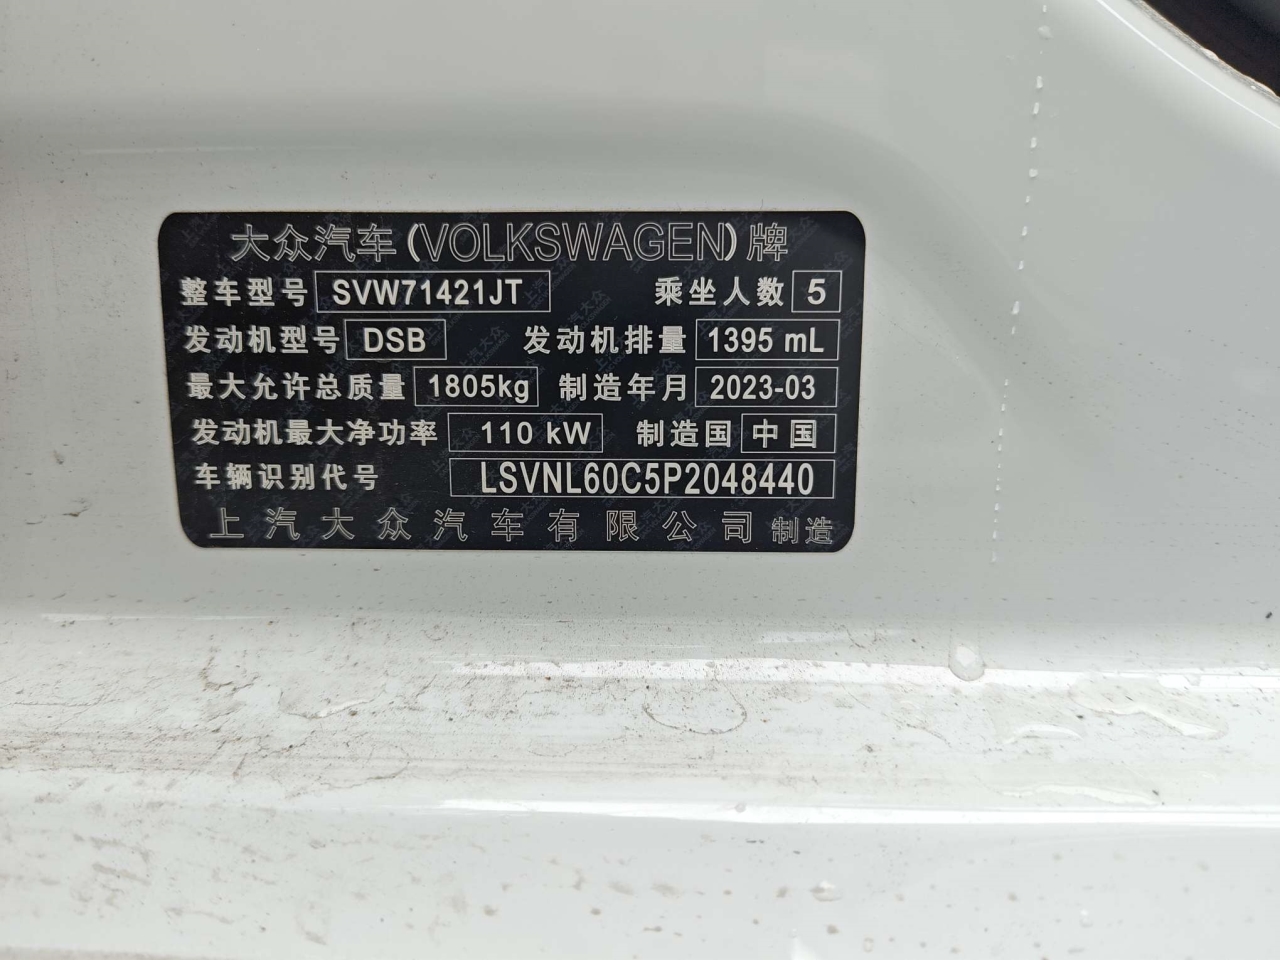 大众汽车(VOLKSWAGEN)牌
整车型号 SVW71421JT 乘坐人数 5
发动机型号 DSB 发动机排量 1395 mL
最大允许总质量 1805kg 制造年月 2023-03
发动机最大净功率 110 kW 制造国 中国
车辆识别代号 LSVNL60C5P2048440
上汽大众汽车有限公司 制造